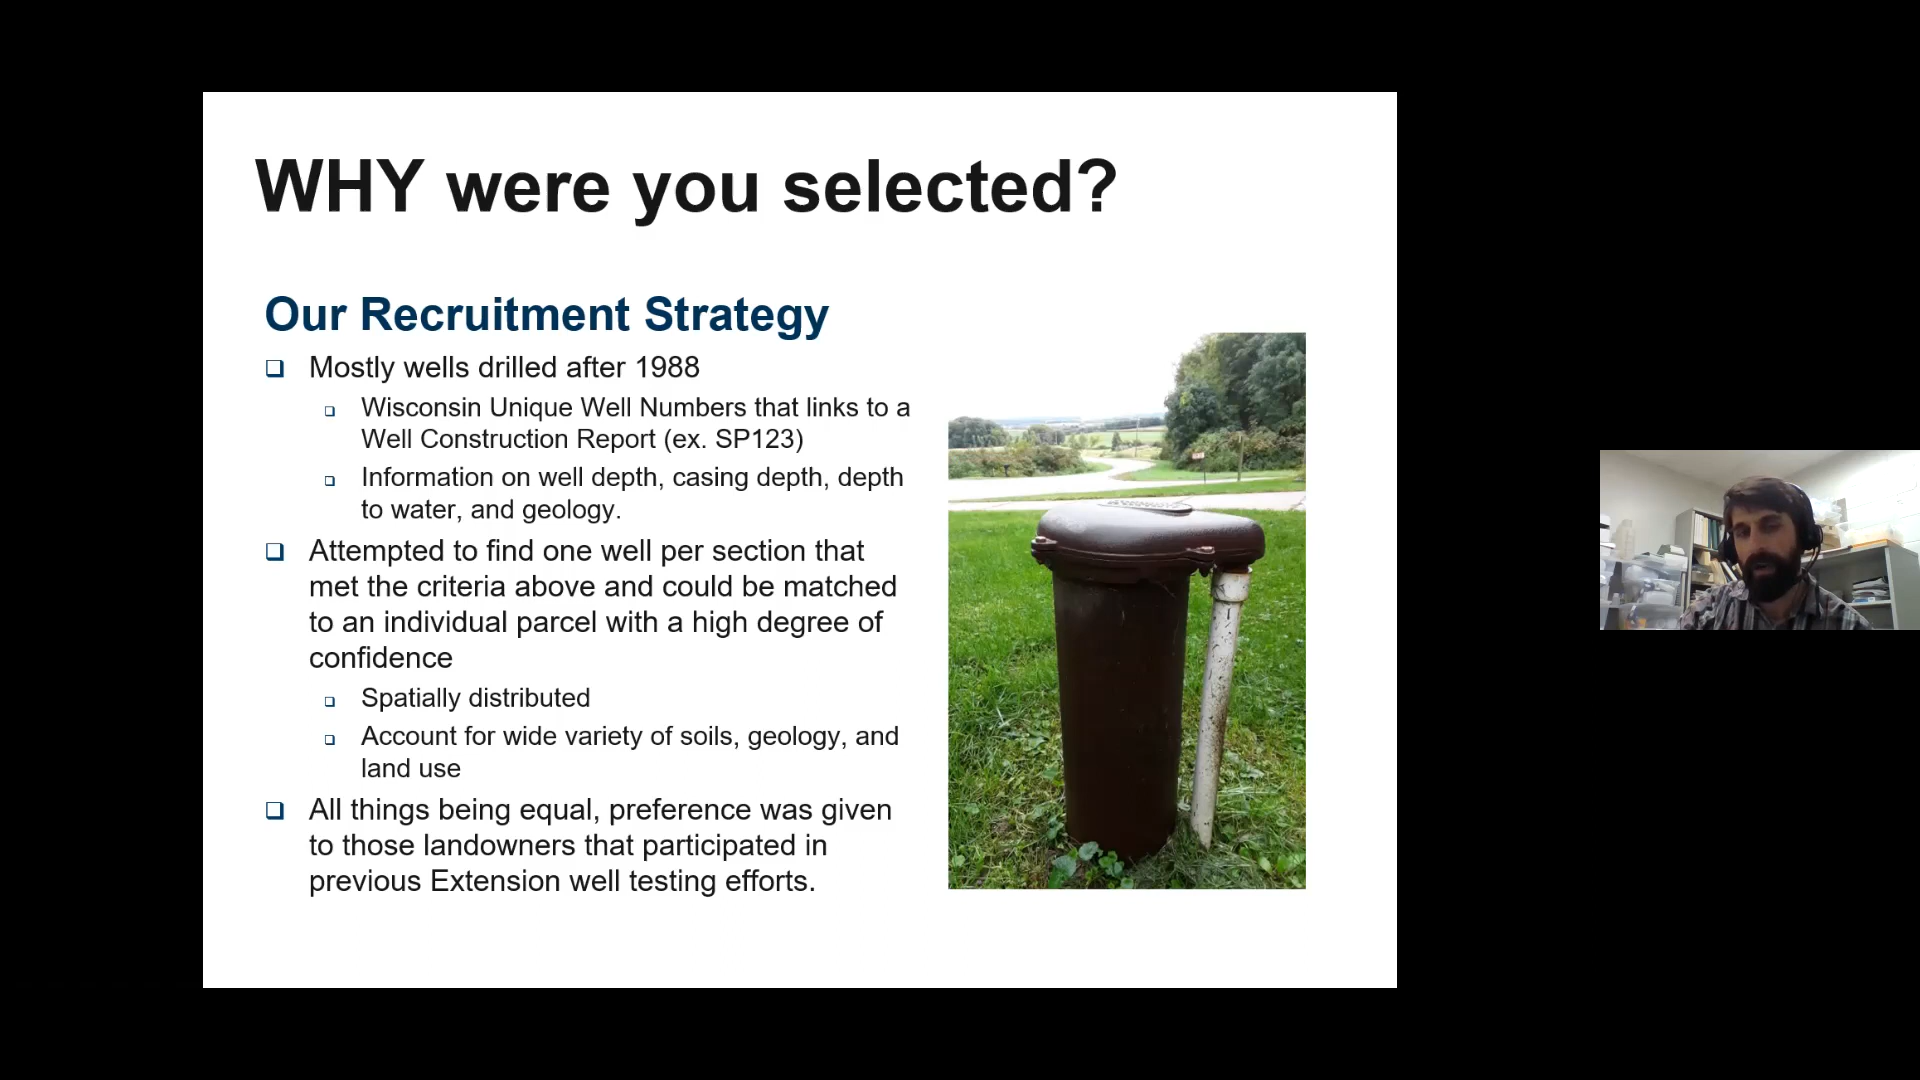 WHY were you selected?
Our Recruitment Strategy
❑ Mostly wells drilled after 1988
❑ Wisconsin Unique Well Numbers that links to a
Well Construction Report (ex. SP123)
❑ Information on well depth, casing depth, depth
to water, and geology.
❑ Attempted to find one well per section that
met the criteria above and could be matched
to an individual parcel with a high degree of
confidence
❑ Spatially distributed
❑ Account for wide variety of soils, geology, and
land use
❑ All things being equal, preference was given
to those landowners that participated in
previous Extension well testing efforts.